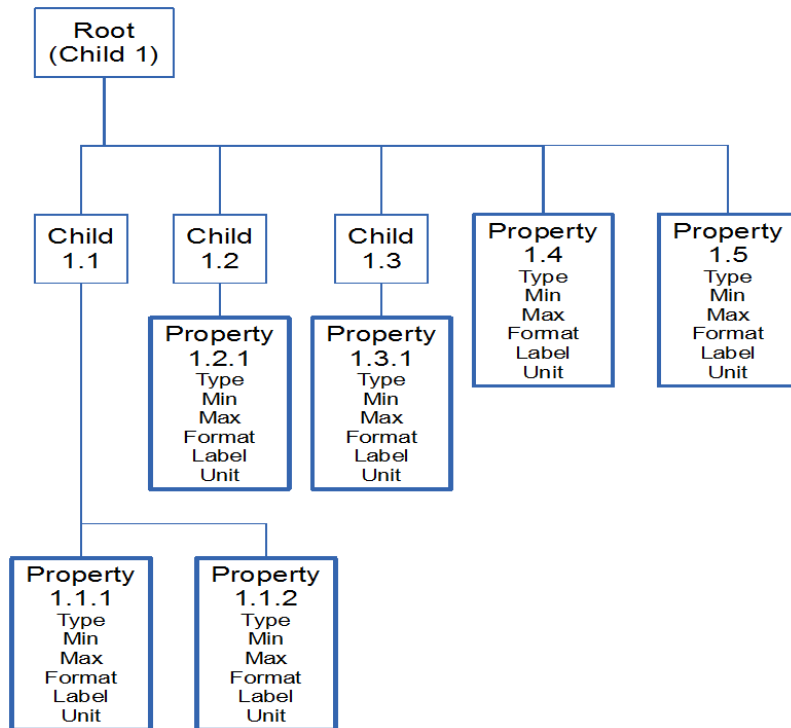 Root
(Child 1)
Child
1.1
Child
1.2
Child
1.3
Property
1.4
Type
Min
Max
Format
Label
Unit
Property
1.5
Type
Min
Max
Format
Label
Unit
Property
1.2.1
Type
Min
Max
Format
Label
Unit
Property
1.3.1
Type
Min
Max
Format
Label
Unit
Property
1.1.1
Type
Min
Max
Format
Label
Unit
Property
1.1.2
Type
Min
Max
Format
Label
Unit